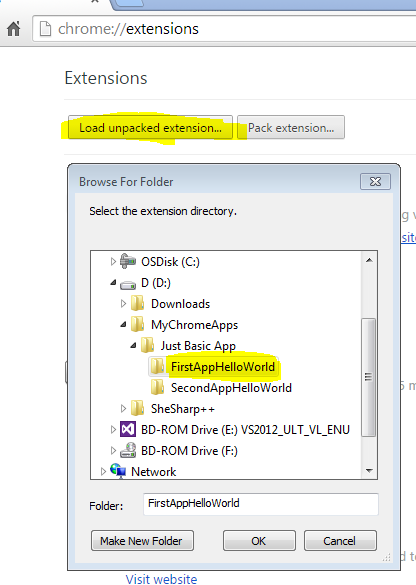 chrome://extensions
Extensions
Load unpacked extension...
Pack extension...
Browse For Folder
Select the extension directory.
OSDisk (C:)
D (D:)
Downloads
MyChromeApps
Just Basic App
FirstAppHelloWorld
SecondAppHelloWorld
SheSharp++
BD-ROM Drive (E:) VS2012_ULT_VL_ENU
BD-ROM Drive (F:)
Network
Folder:
FirstAppHelloWorld
Make New Folder
OK
Cancel
Visit website